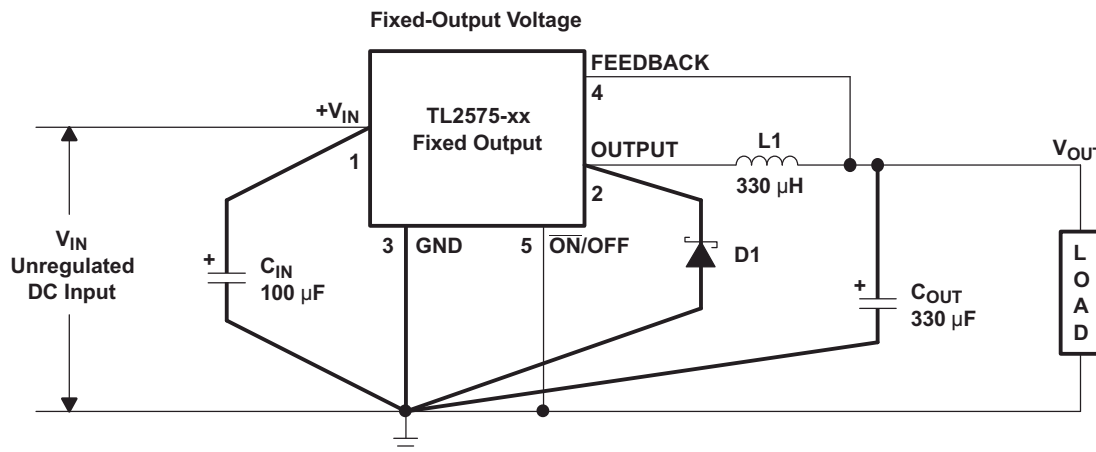 Fixed-Output Voltage
FEEDBACK
4
+VIN
TL2575-xx
Fixed Output
1
OUTPUT
L1
VOUT
330 µH
2
3
GND
5
ON/OFF
VIN
Unregulated
DC Input
+
CIN
100 µF
D1
+
COUT
330 µF
LOAD